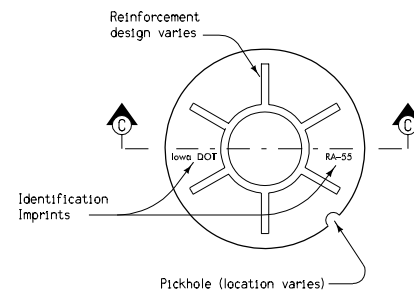 Reinforcement
design varies
C
C
Iowa DOT
RA-55
Identification
Imprints
Pickhole (location varies)